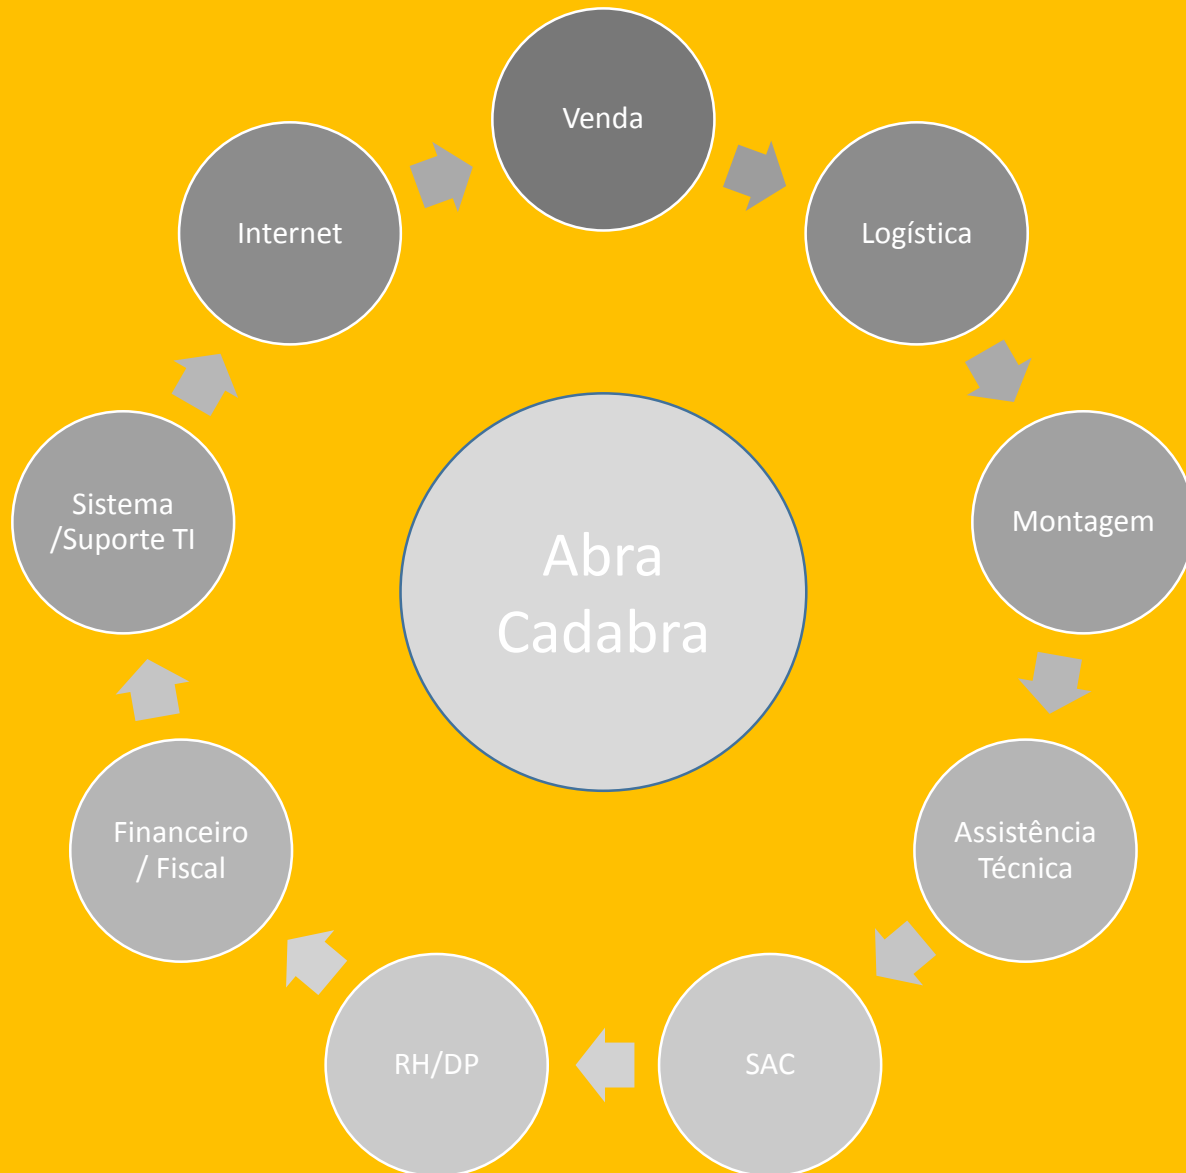 Venda
Logística
Montagem
Assistência
Técnica
SAC
RH/DP
Financeiro
/ Fiscal
Sistema
/Suporte TI
Internet
Abra
Cadabra